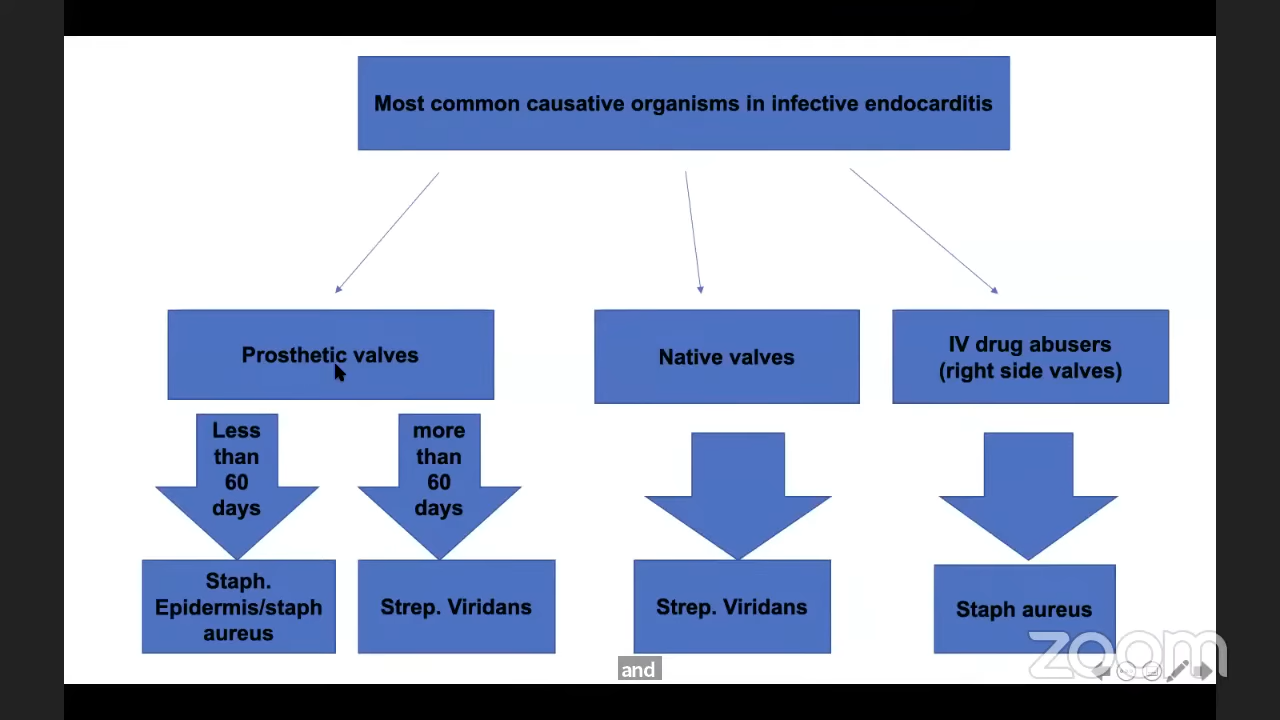 Most common causative organisms in infective endocarditis
Prosthetic valves
Native valves
IV drug abusers
(right side valves)
Less
than
60
days
more
than
60
days
Staph.
Epidermis/staph
aureus
Strep. Viridans
Strep. Viridans
Staph aureus
zoom
and